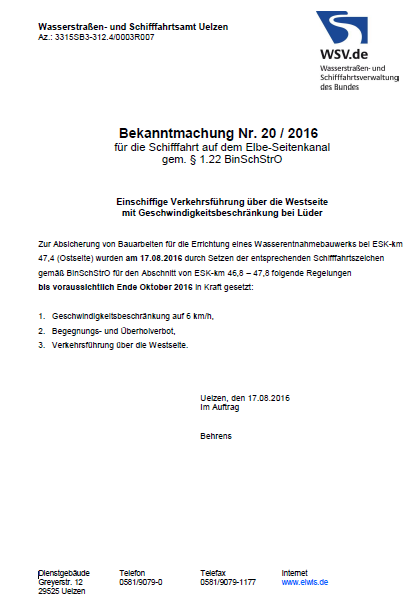 Wasserstraßen- und Schifffahrtsamt Uelzen
Az.: 3315SB3-312.4/0003R007
WSV.de
Wasserstraßen- und
Schifffahrtsverwaltung
des Bundes
Bekanntmachung Nr. 20 / 2016
für die Schifffahrt auf dem Elbe-Seitenkanal
gem. § 1.22 BinSchStrO
Einschiffige Verkehrsführung über die Westseite
mit Geschwindigkeitsbeschränkung bei Lüder
Zur Absicherung von Bauarbeiten für die Errichtung eines Wasserentnahmebauwerks bei ESK-km
47,4 (Ostseite) wurden am 17.08.2016 durch Setzen der entsprechenden Schifffahrtszeichen
gemäß BinSchStrO für den Abschnitt von ESK-km 46,8 – 47,8 folgende Regelungen
bis voraussichtlich Ende Oktober 2016 in Kraft gesetzt:
1. Geschwindigkeitsbeschränkung auf 6 km/h,
2. Begegnungs- und Überholverbot,
3. Verkehrsführung über die Westseite.
Uelzen, den 17.08.2016
Im Auftrag
Behrens
Dienstgebäude Telefon Telefax Internet
Greyerstr. 12 0581/9079-0 0581/9079-1177 www.elwis.de
29525 Uelzen